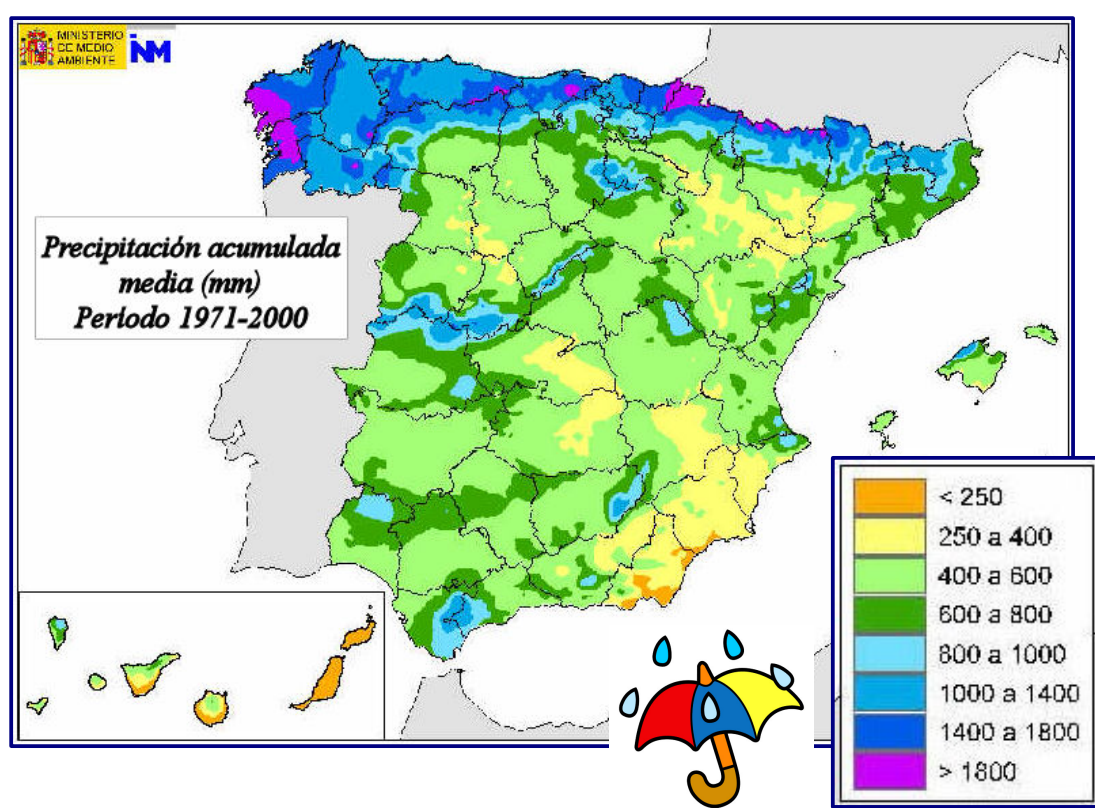 MINISTERIO
DE MEDIO
AMBIENTE
INM
Precipitación acumulada
media (mm)
Periodo 1971-2000
< 250
250 a 400
400 a 600
600 a 800
800 a 1000
1000 a 1400
1400 a 1800
> 1800